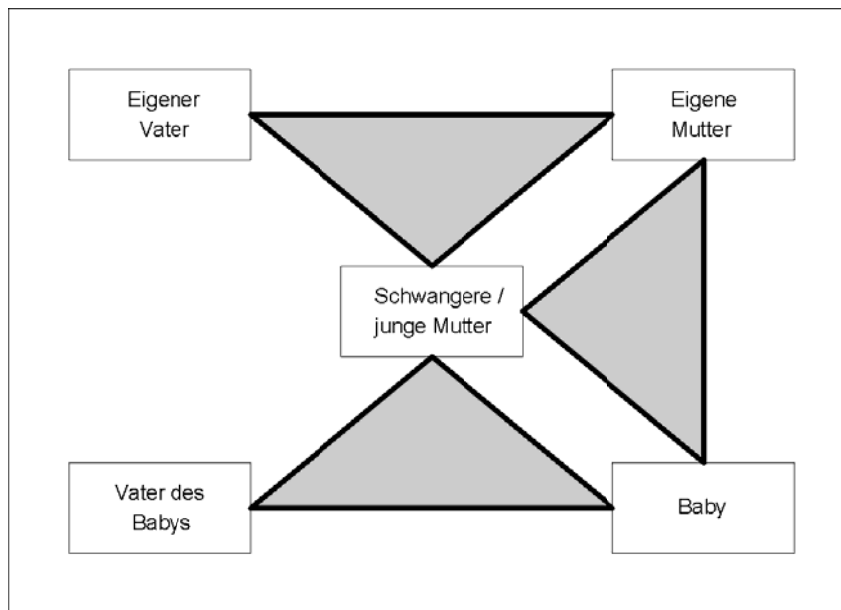 Eigener
Vater
Eigene
Mutter
Schwangere /
junge Mutter
Vater des
Babys
Baby